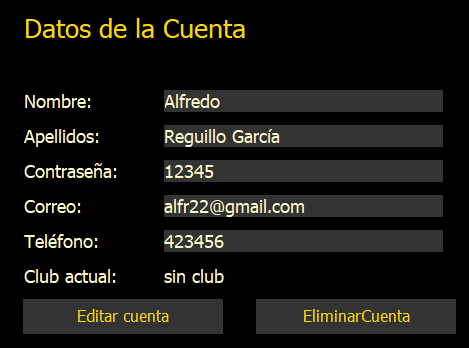 Datos de la Cuenta
Nombre: Alfredo
Apellidos: Reguillo García
Contraseña: 12345
Correo: alfr22@gmail.com
Teléfono: 423456
Club actual: sin club
Editar cuenta EliminarCuenta